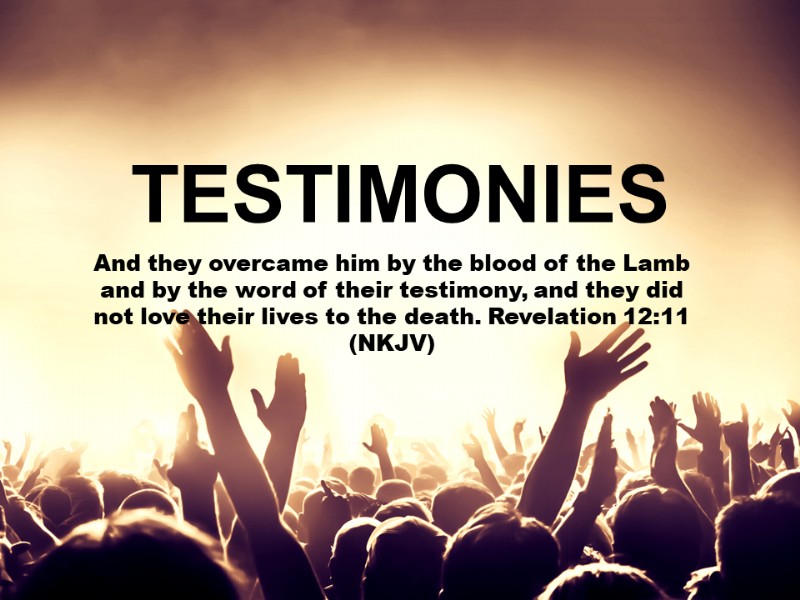 TESTIMONIES
And they overcame him by the blood of the Lamb
and by the word of their testimony, and they did
not love their lives to the death. Revelation 12:11
(NKJV)